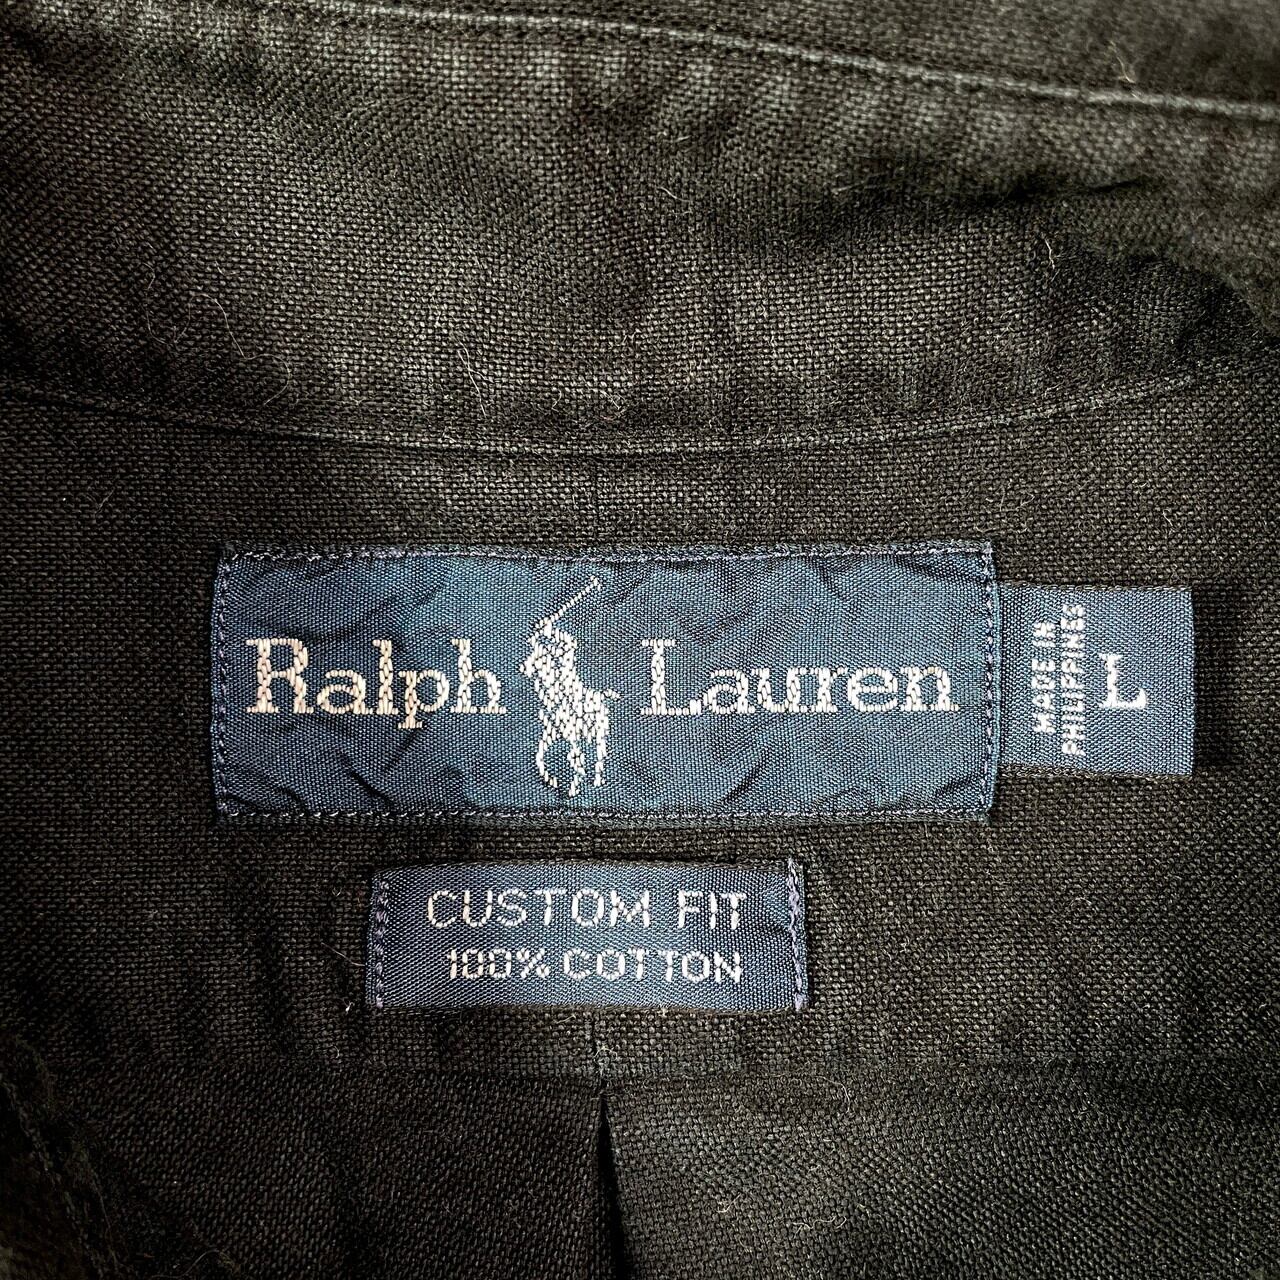 Ralph Lauren
MADE IN
PHILIPPINES
L
CUSTOM FIT
100% COTTON